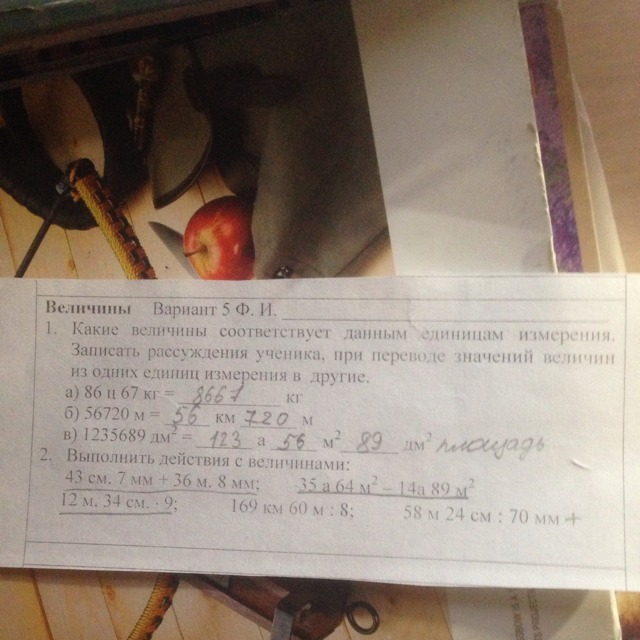 Величины Вариант 5 Ф. И.
1. Какие величины соответствует данным единицам измерения.
Записать рассуждения ученика, при переводе значений величин
из одних единиц измерения в другие.
а) 86 ц 67 кг = 8667 кг
б) 56720 м = 56 км 720 м
в) 1235689 дм² = 123 а 56 м² 89 дм² площадь
2. Выполнить действия с величинами:
43 см. 7 мм + 36 м. 8 мм; 35 а 64 м² – 14а 89 м²
12 м. 34 см. : 9; 169 км 60 м : 8; 58 м 24 см : 70 мм +